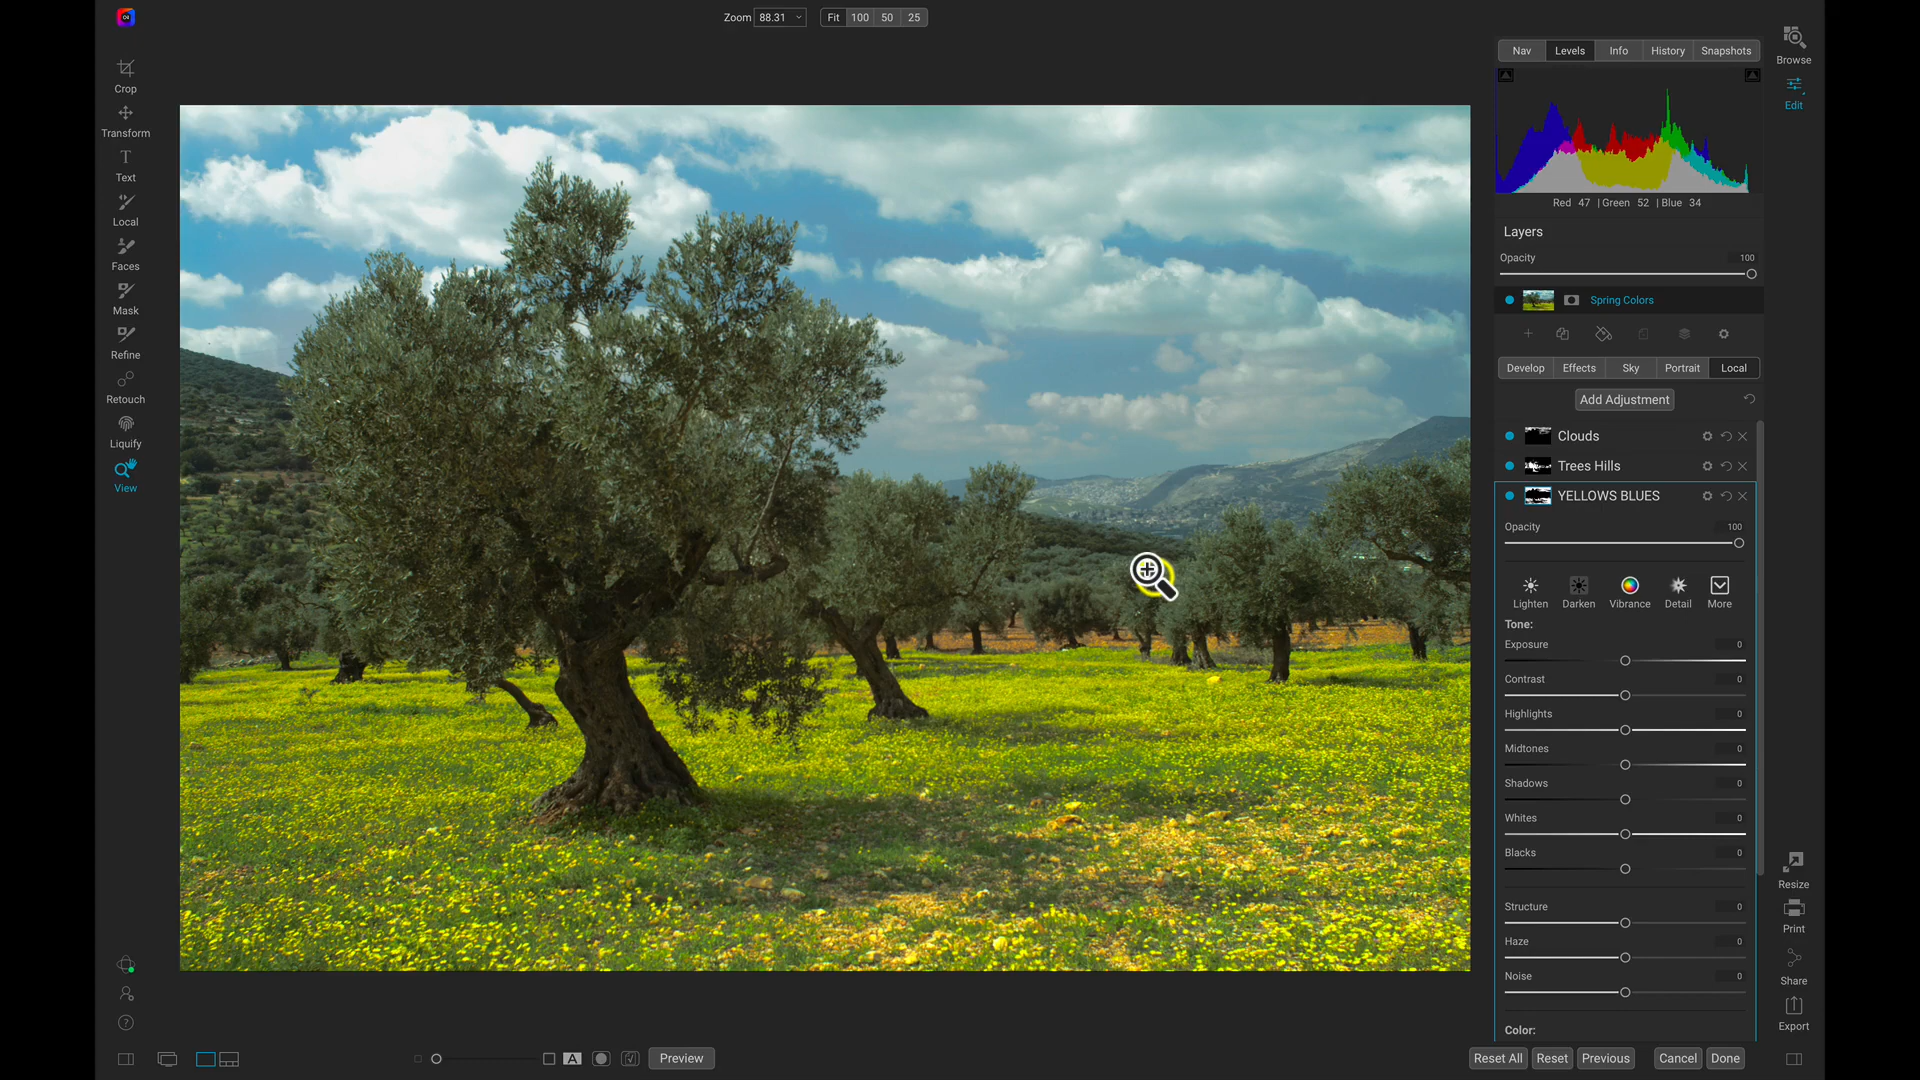 Zoom 88.31 Fit 100 50 25
Crop
Transform
T
Text
Local
Faces
Mask
Refine
Retouch
Liquify
View
Nav Levels Info History Snapshots
Red 47 | Green 52 | Blue 34
Layers
Opacity 100
Spring Colors
Develop Effects Sky Portrait Local
Add Adjustment
Clouds
Trees Hills
YELLOWS BLUES
Opacity 100
Lighten Darken Vibrance Detail More
Tone:
Exposure 0
Contrast 0
Highlights 0
Midtones 0
Shadows 0
Whites 0
Blacks 0
Structure 0
Haze 0
Noise 0
Color:
Browse
Edit
Resize
Print
Share
Export
?
A Preview
Reset All Reset Previous Cancel Done